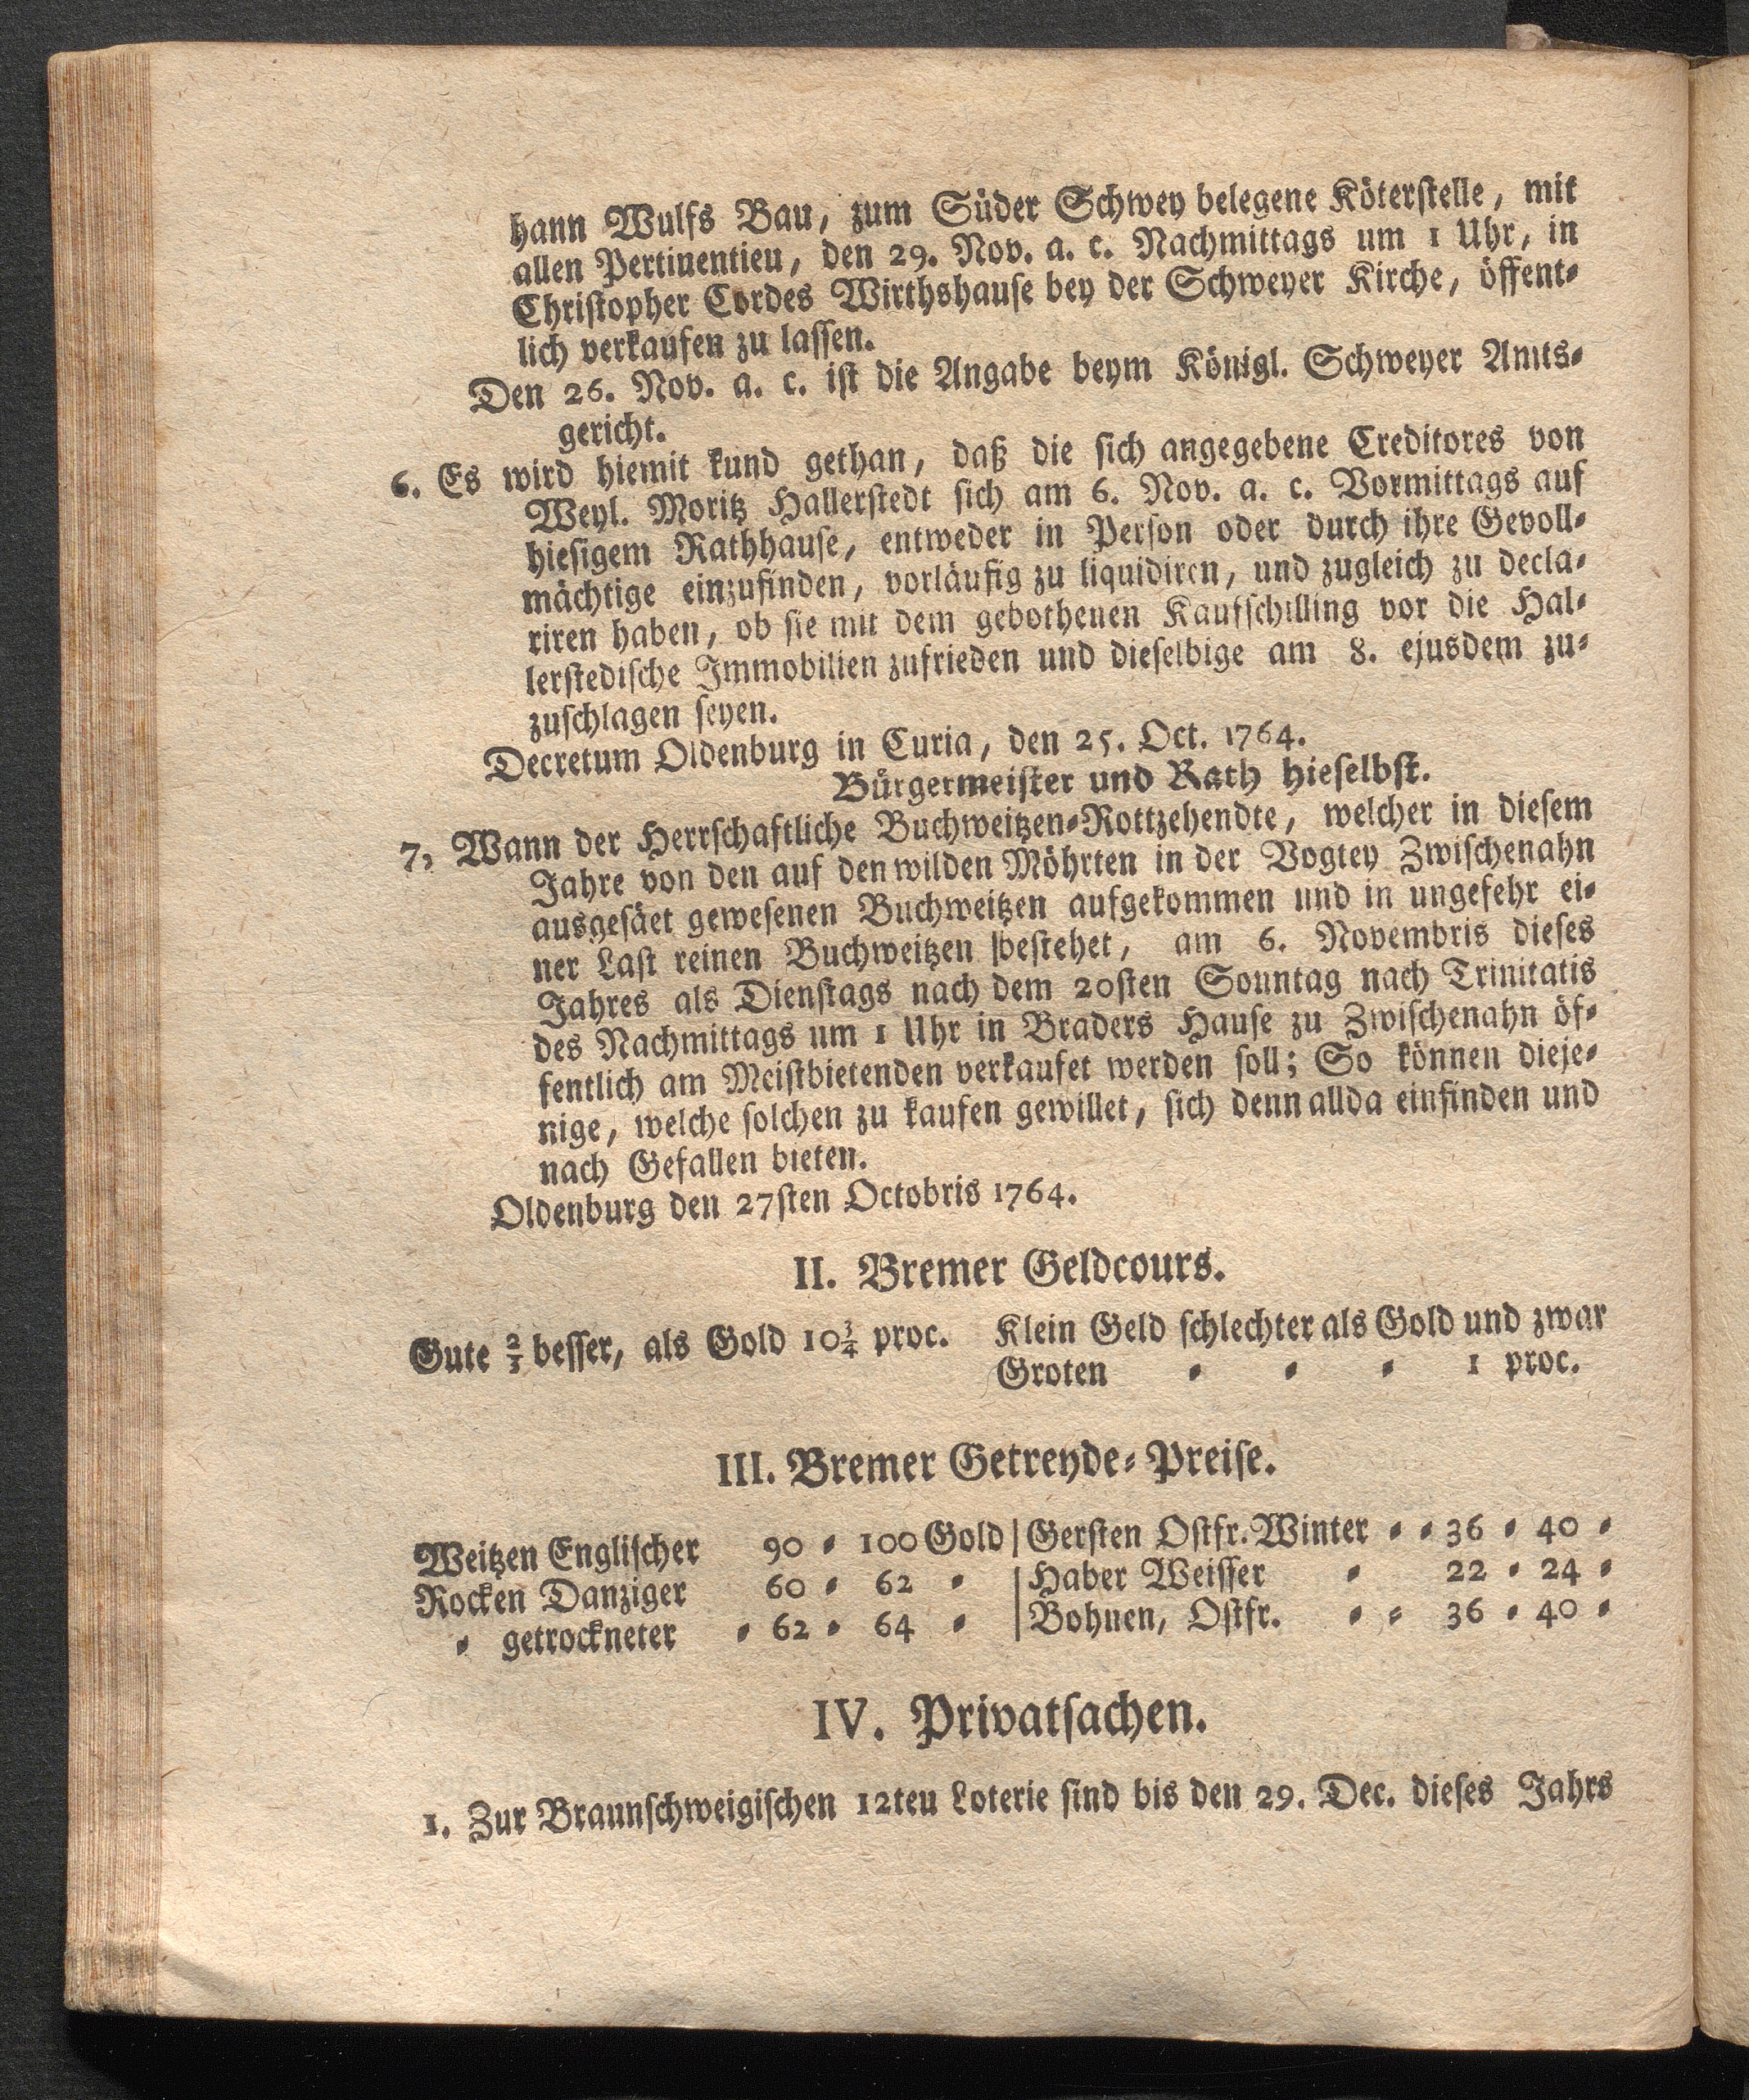 hann Wulfs Bau, zum Süder Schwey belegene Köterstelle, mit
allen Pertinentieu, den 29. Nov. a. c. Nachmittags um 1 Uhr, in
Christopher Cordes Wirthshause bey der Schweyer Kirche, öffent-
lich verkaufen zu lassen.
Den 26. Nov. a. c. ist die Angabe beym Königl. Schweyer Amts-
gericht.
6. Es wird hiemit kund gethan, daß die sich angegebene Creditores von
Weyl. Moritz Hallerstedt sich am 6. Nov. a. c. Vormittags auf
hiesigem Rathhause, entweder in Person oder durch ihre Gevoll-
mächtige einzufinden, vorläufig zu liquidiren, und zugleich zu decla-
riren haben, ob sie mit dem gebothenen Kaufschilling vor die Hal-
lerstedische Immobilien zufrieden und dieselbige am 8. ejusdem zu-
zuschlagen seyen.
Decretum Oldenburg in Curia, den 25. Oct. 1764.
Bürgermeister und Rath hieselbst.
7, Wann der Herrschaftliche Buchweitzen-Rottzehendte, welcher in diesem
Jahre von den auf den wilden Möhrten in der Vogtey Zwischenahn
ausgesäet gewesenen Buchweitzen aufgekommen und in ungefehr ei-
ner Last reinen Buchweitzen bestehet, am 6. Novembris dieses
Jahres als Dienstags nach dem 20sten Sonntag nach Trinitatis
des Nachmittags um 1 Uhr in Braders Hause zu Zwischenahn öf-
fentlich am Meistbietenden verkaufet werden soll; So können dieje-
nige, welche solchen zu kaufen gewillet, sich denn allda einfinden und
nach Gefallen bieten.
Oldenburg den 27sten Octobris 1764.
II. Bremer Geldcours.
Gute 2/3 besser, als Gold 10 3/4 proc. Klein Geld schlechter als Gold und zwar
Groten - - - 1 proc.
III. Bremer Getreyde-Preise.
Weitzen Englischer 90 - 100 Gold | Gersten Ostfr. Winter - - 36 - 40 -
Rocken Danziger 60 - 62 - | Haber Weisser - 22 - 24 -
- getrockneter - 62 - 64 - | Bohnen, Ostfr. - - 36 - 40 -
IV. Privatsachen.
1. Zur Braunschweigischen 12teu Loterie sind bis den 29. Dec. dieses Jahrs